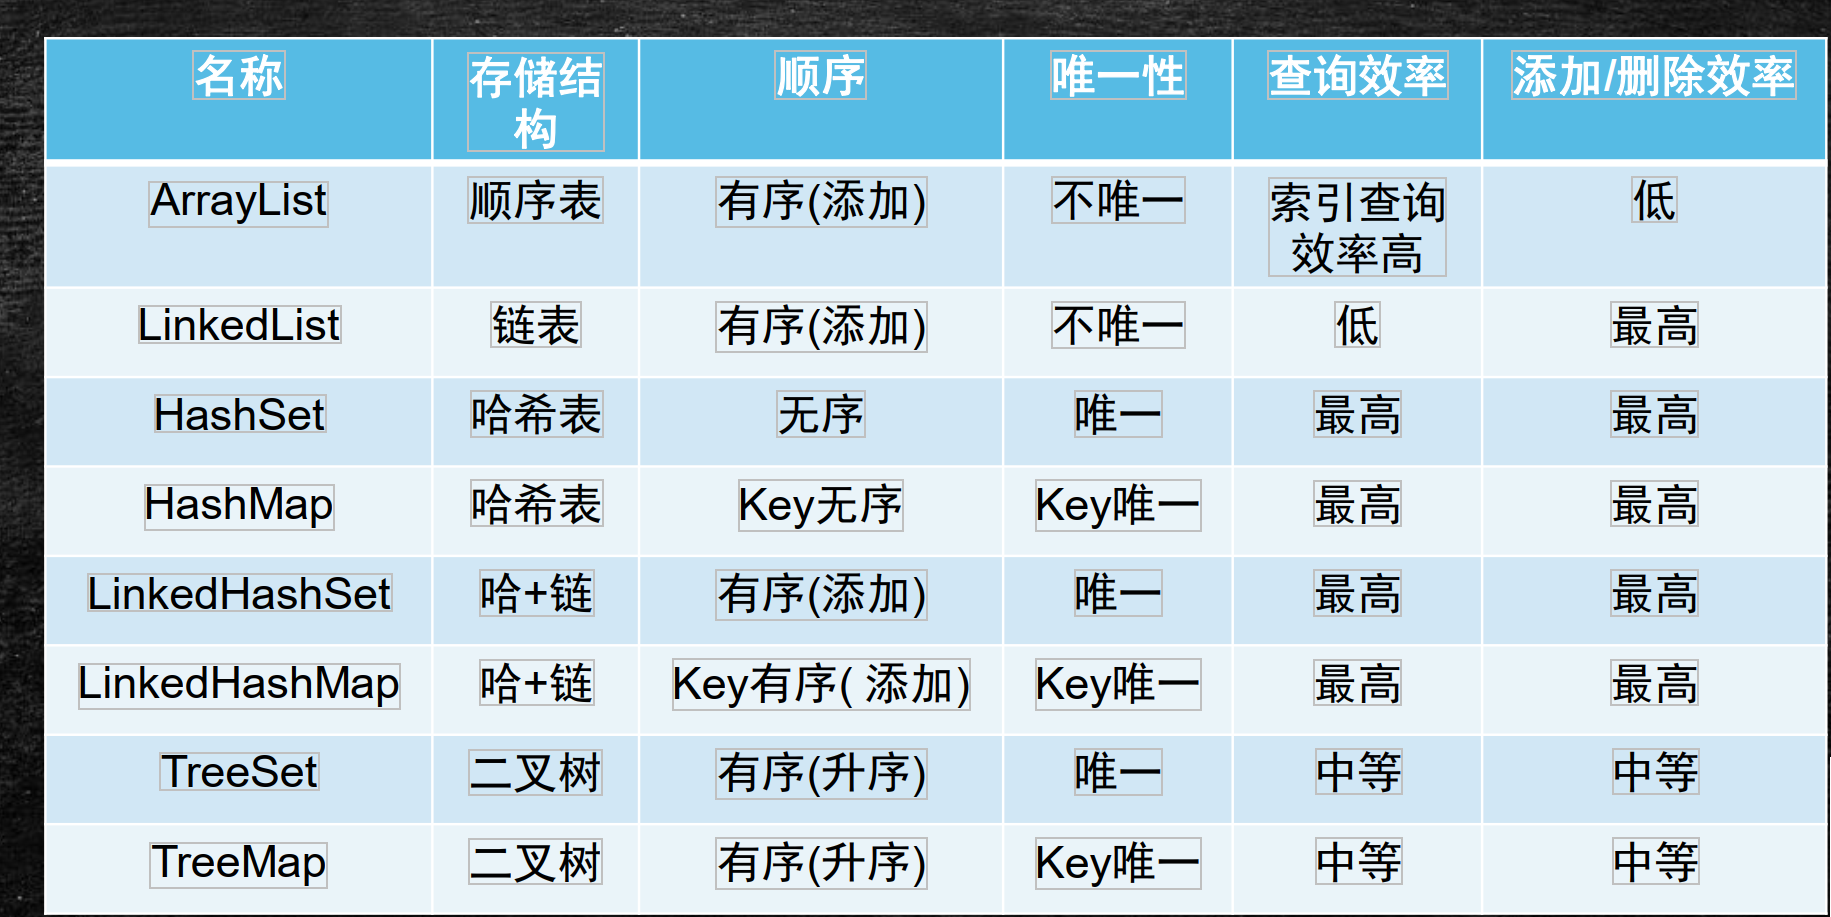 名称 存储结构 顺序 唯一性 查询效率 添加/删除效率
ArrayList 顺序表 有序(添加) 不唯一 索引查询效率高 低
LinkedList 链表 有序(添加) 不唯一 低 最高
HashSet 哈希表 无序 唯一 最高 最高
HashMap 哈希表 Key无序 Key唯一 最高 最高
LinkedHashSet 哈+链 有序(添加) 唯一 最高 最高
LinkedHashMap 哈+链 Key有序( 添加) Key唯一 最高 最高
TreeSet 二叉树 有序(升序) 唯一 中等 中等
TreeMap 二叉树 有序(升序) Key唯一 中等 中等